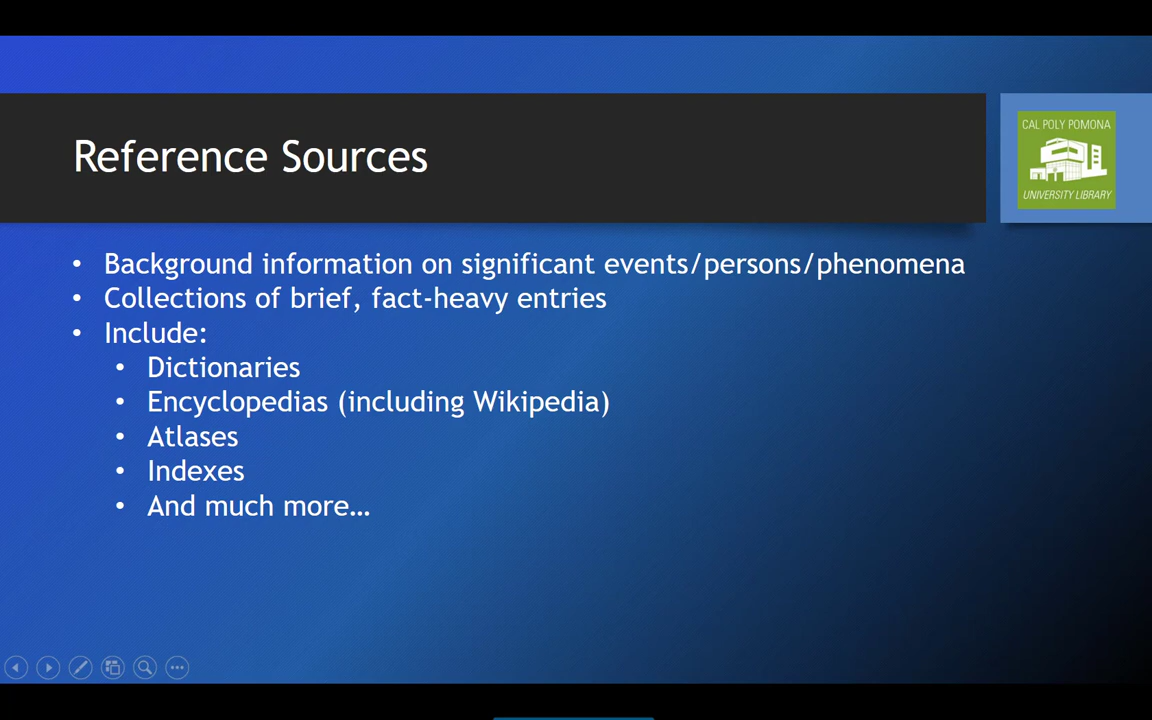 Reference Sources
CAL POLY POMONA
UNIVERSITY LIBRARY
• Background information on significant events/persons/phenomena
• Collections of brief, fact-heavy entries
• Include:
• Dictionaries
• Encyclopedias (including Wikipedia)
• Atlases
• Indexes
• And much more…